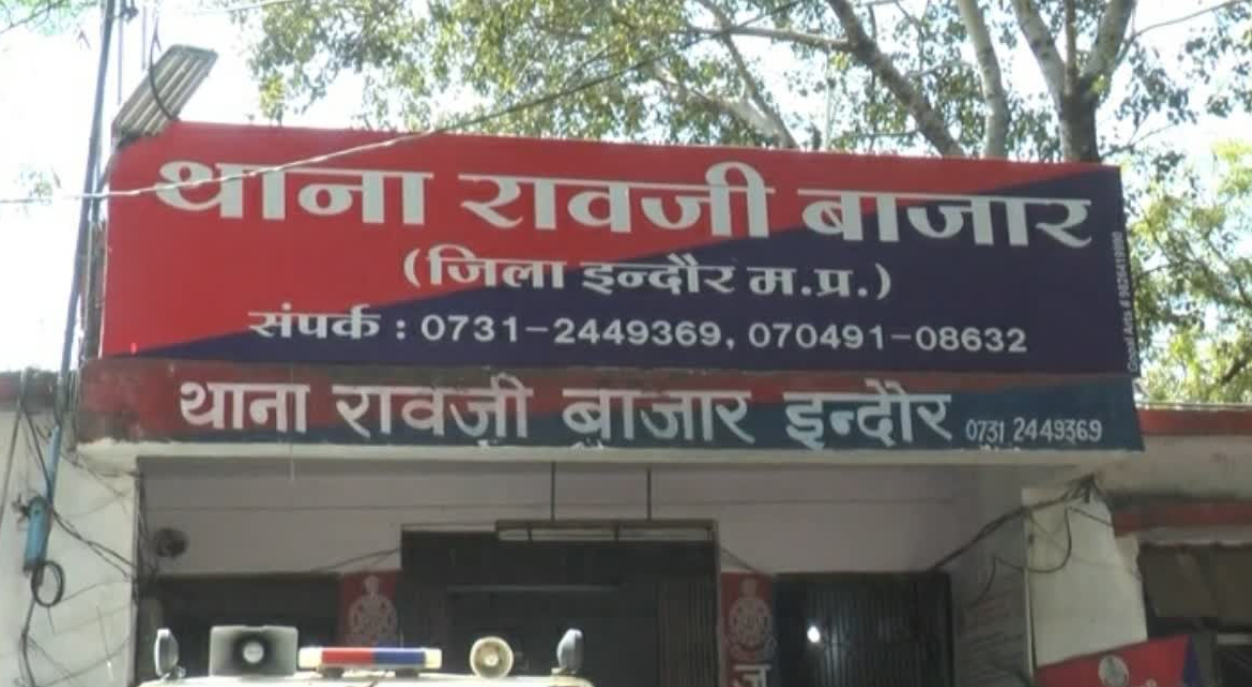 थाना रावजी बाजार
(जिला इन्दौर म.प्र.)
संपर्क : 0731-2449369, 070491-08632
थाना रावजी बाजार इन्दौर 0731 2449369